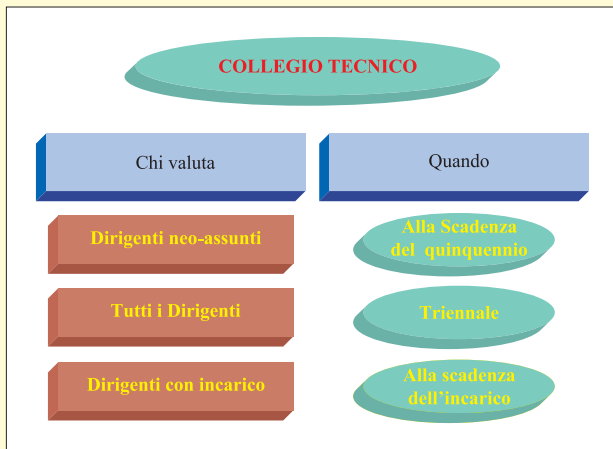 COLLEGIO TECNICO
Chi valuta
Quando
Dirigenti neo-assunti
Alla Scadenza
del quinquennio
Tutti i Dirigenti
Triennale
Dirigenti con incarico
Alla scadenza
dell'incarico